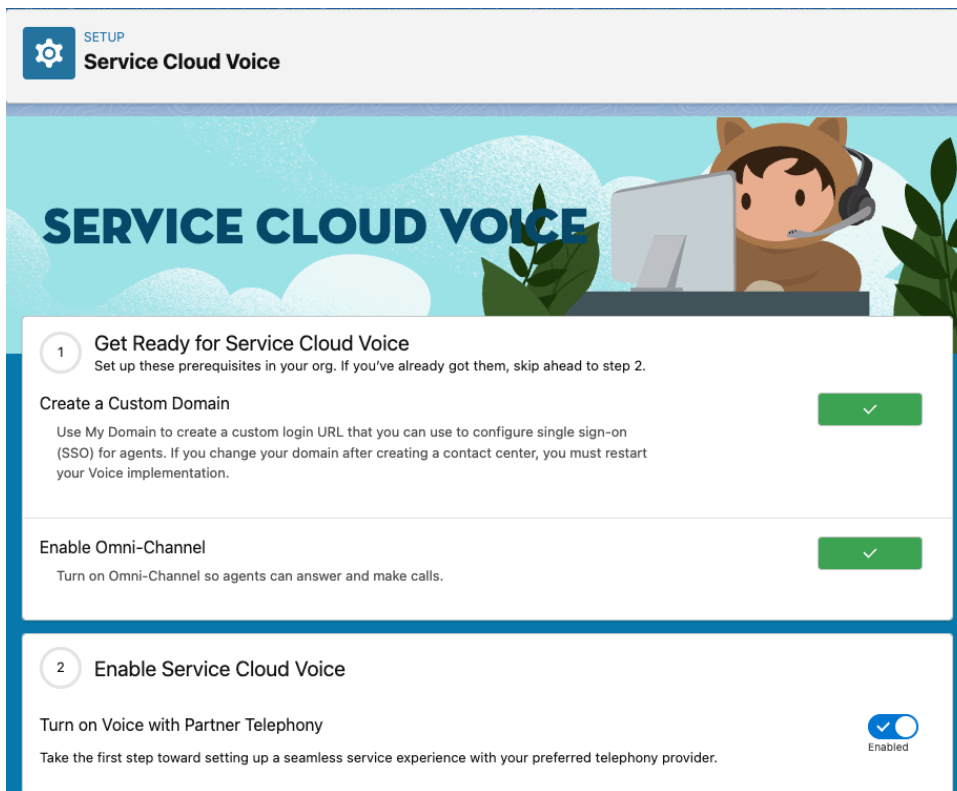 SETUP
Service Cloud Voice
SERVICE CLOUD VOICE
1
Get Ready for Service Cloud Voice
Set up these prerequisites in your org. If you've already got them, skip ahead to step 2.
Create a Custom Domain
Use My Domain to create a custom login URL that you can use to configure single sign-on
(SSO) for agents. If you change your domain after creating a contact center, you must restart
your Voice implementation.
Enable Omni-Channel
Turn on Omni-Channel so agents can answer and make calls.
2
Enable Service Cloud Voice
Turn on Voice with Partner Telephony
Take the first step toward setting up a seamless service experience with your preferred telephony provider.
Enabled